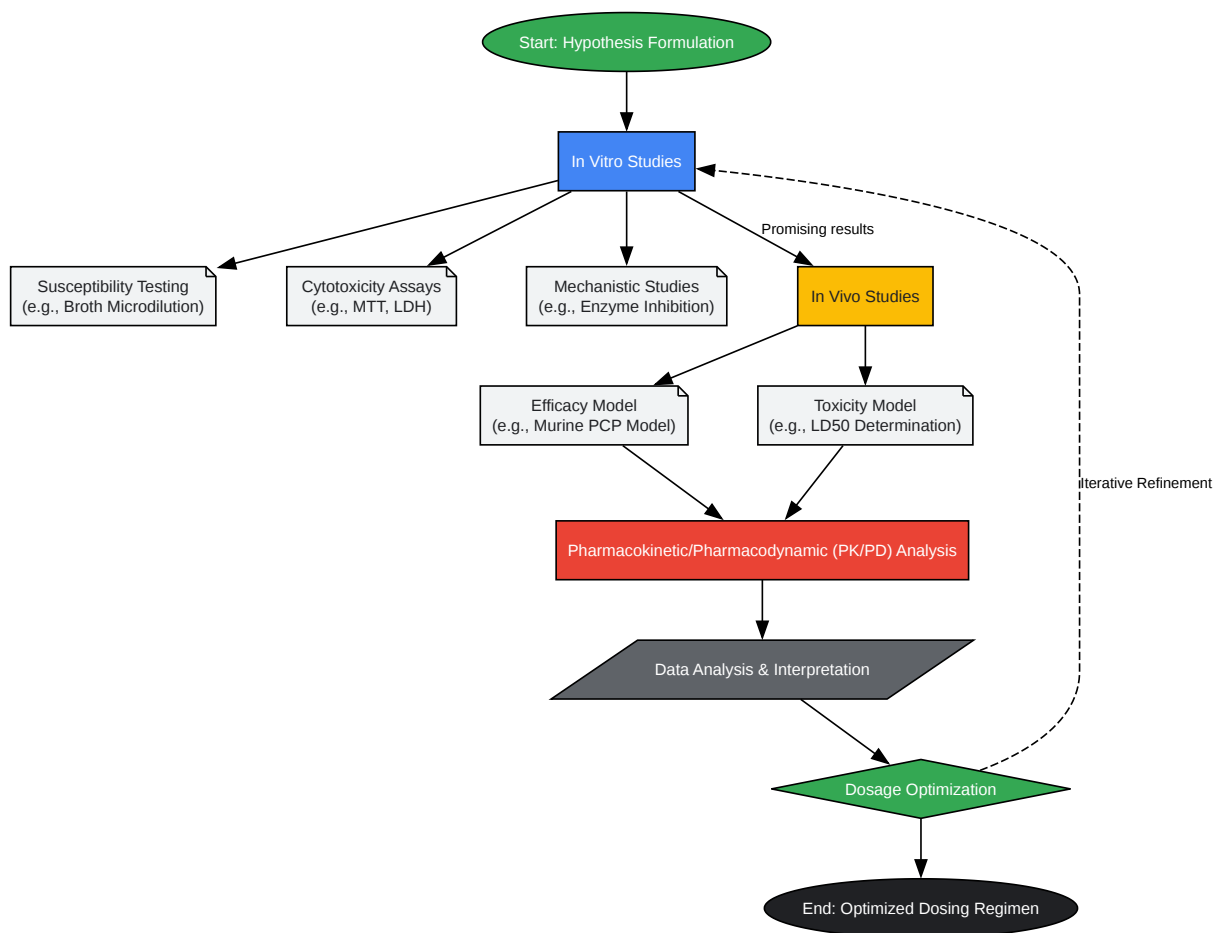 Start: Hypothesis Formulation
In Vitro Studies
Promising results
Susceptibility Testing
(e.g., Broth Microdilution)
Cytotoxicity Assays
(e.g., MTT, LDH)
Mechanistic Studies
(e.g., Enzyme Inhibition)
In Vivo Studies
Efficacy Model
(e.g., Murine PCP Model)
Toxicity Model
(e.g., LD50 Determination)
Iterative Refinement
Pharmacokinetic/Pharmacodynamic (PK/PD) Analysis
Data Analysis & Interpretation
Dosage Optimization
End: Optimized Dosing Regimen